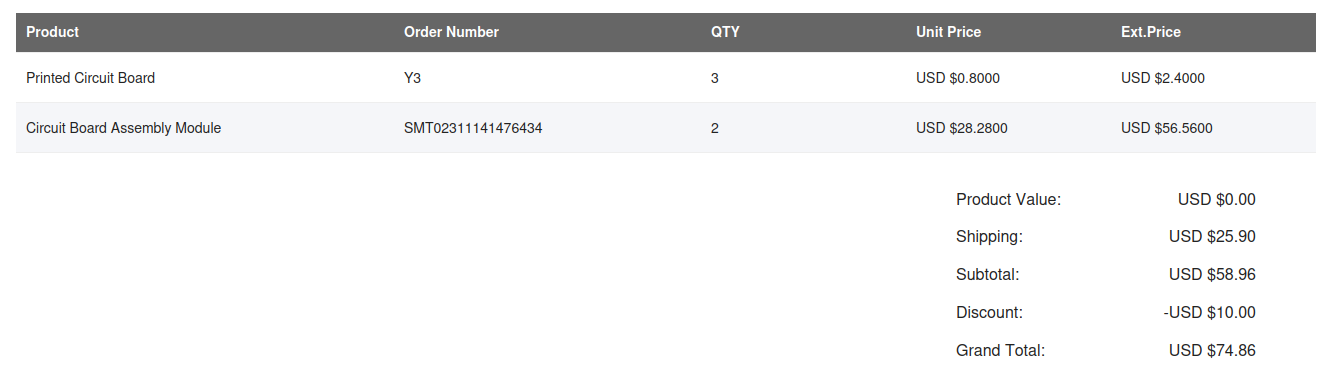 Product Order Number QTY Unit Price Ext.Price
Printed Circuit Board Y3 3 USD $0.8000 USD $2.4000
Circuit Board Assembly Module SMT02311141476434 2 USD $28.2800 USD $56.5600
Product Value: USD $0.00
Shipping: USD $25.90
Subtotal: USD $58.96
Discount: -USD $10.00
Grand Total: USD $74.86